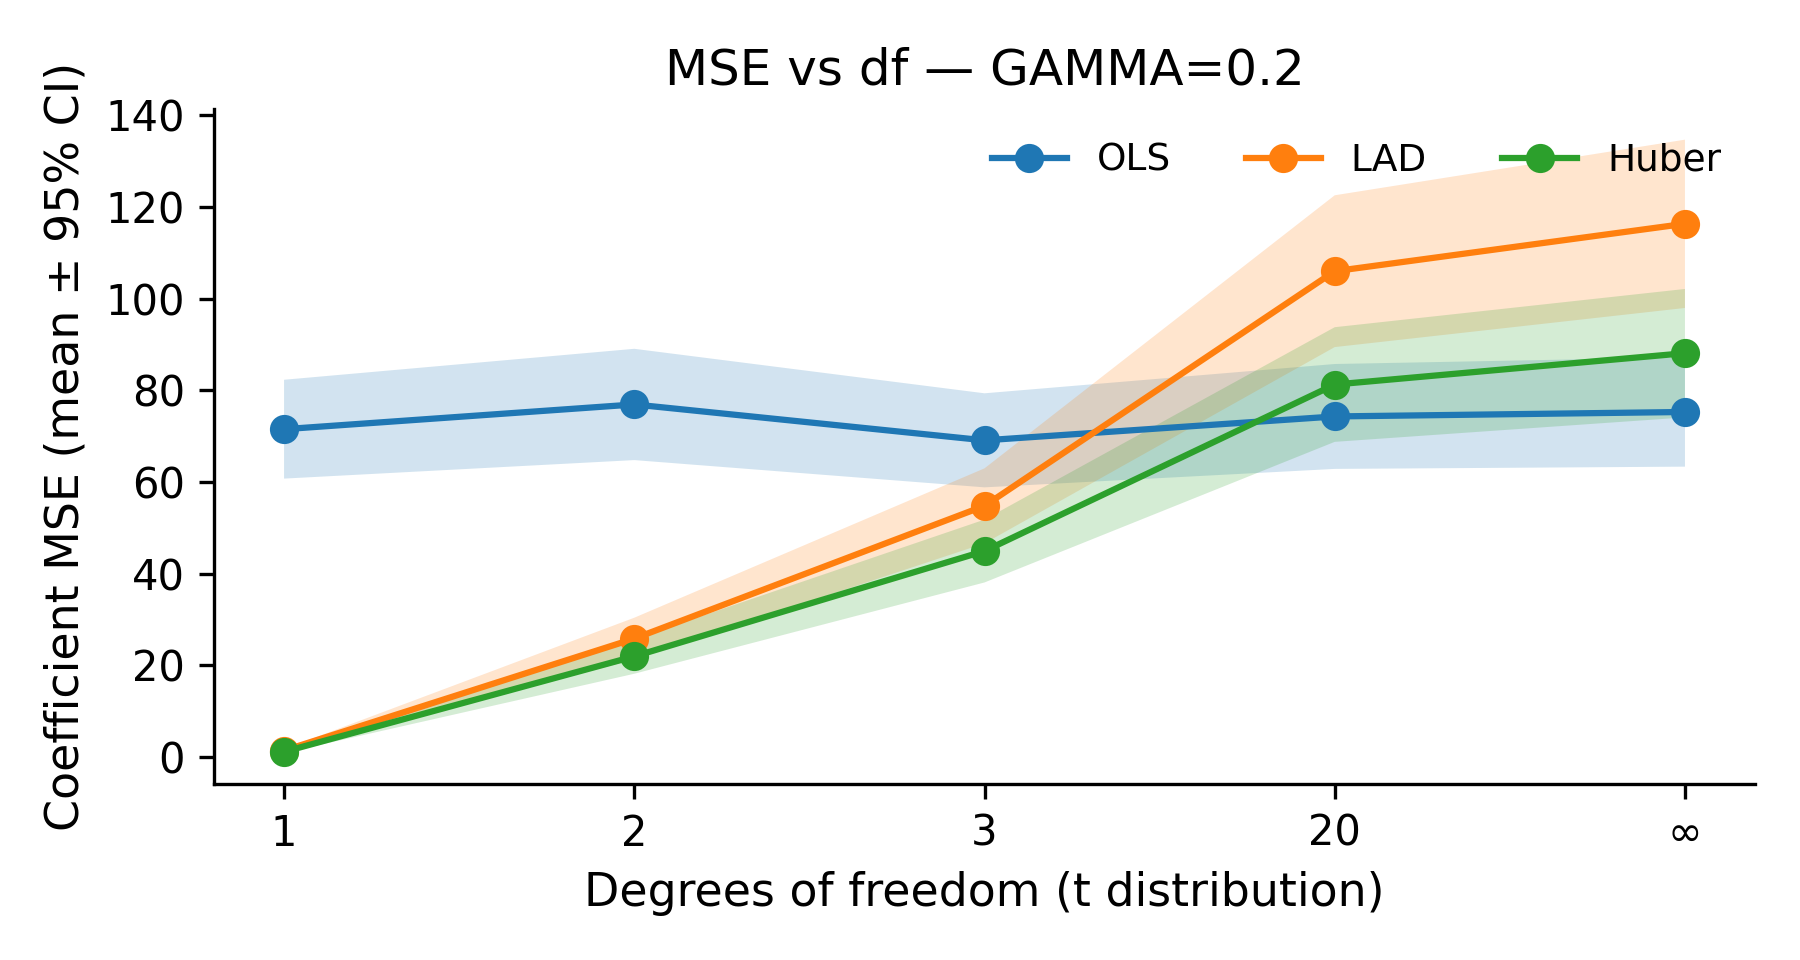 MSE vs df — GAMMA=0.2
Coefficient MSE (mean ± 95% CI)
140
120
100
80
60
40
20
0
OLS LAD Huber
1 2 3 20 ∞
Degrees of freedom (t distribution)